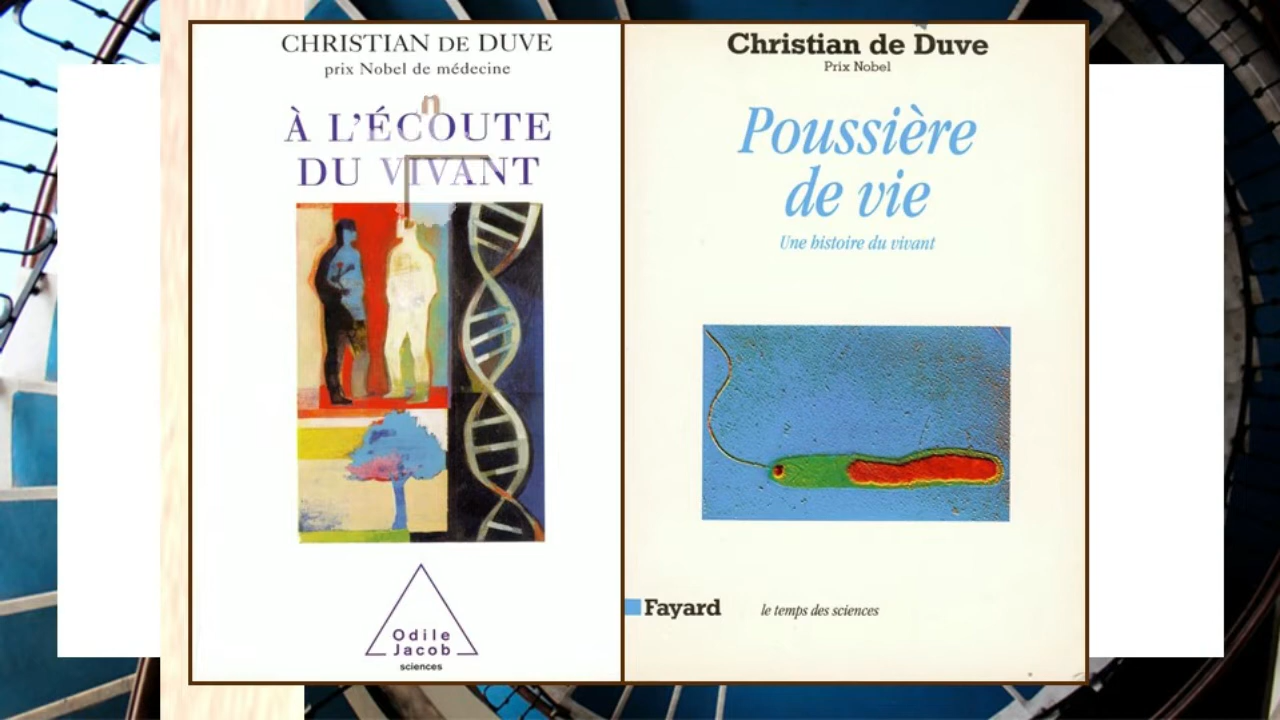 CHRISTIAN DE DUVE
prix Nobel de médecine
n
À L'ÉCOUTE
DU VIVANT
Odile
Jacob
sciences
Christian de Duve
Prix Nobel
Poussière
de vie
Une histoire du vivant
Fayard
le temps des sciences